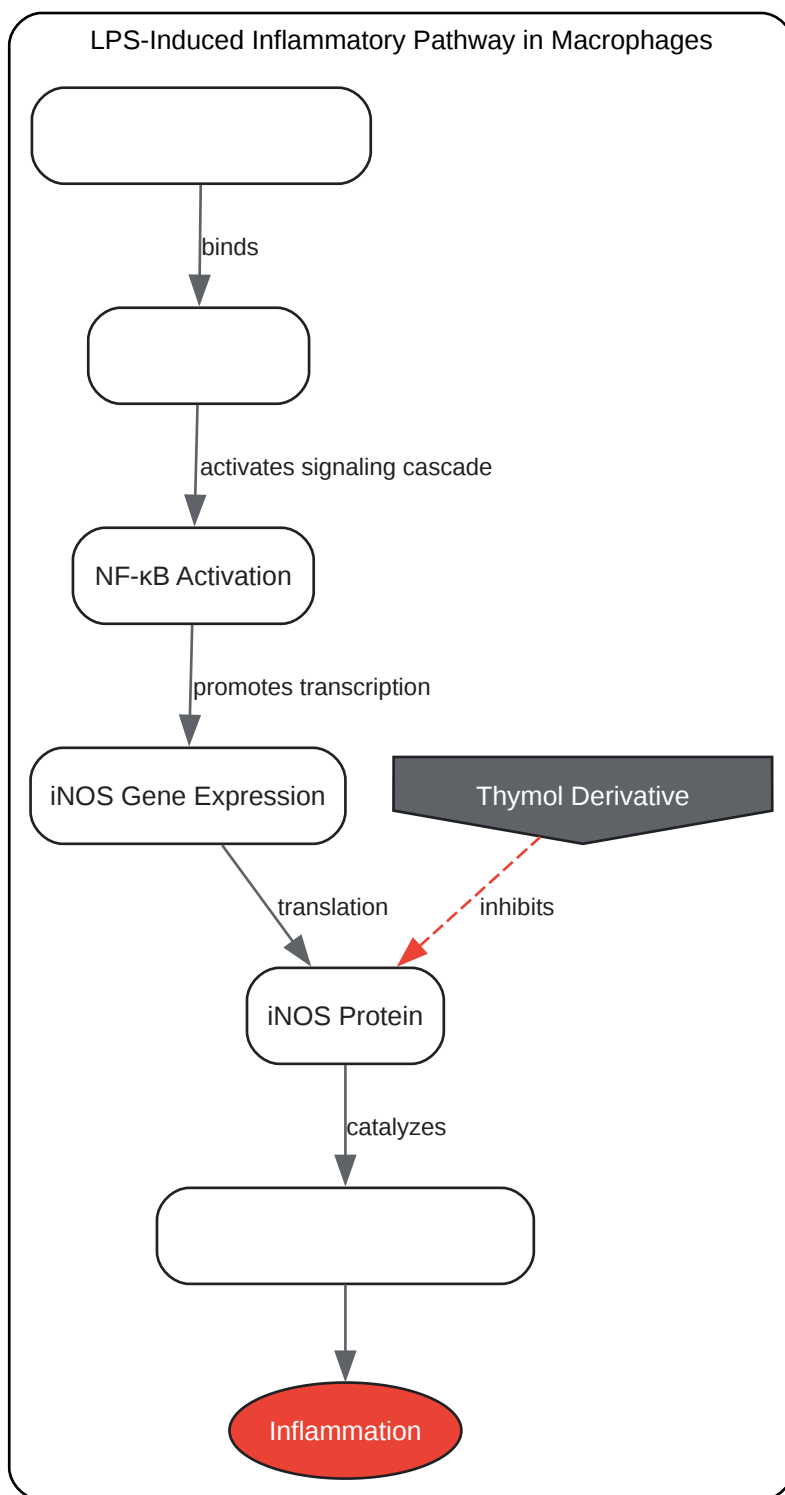 LPS-Induced Inflammatory Pathway in Macrophages
binds
activates signaling cascade
NF-κB Activation
promotes transcription
iNOS Gene Expression
Thymol Derivative
translation
inhibits
iNOS Protein
catalyzes
Inflammation